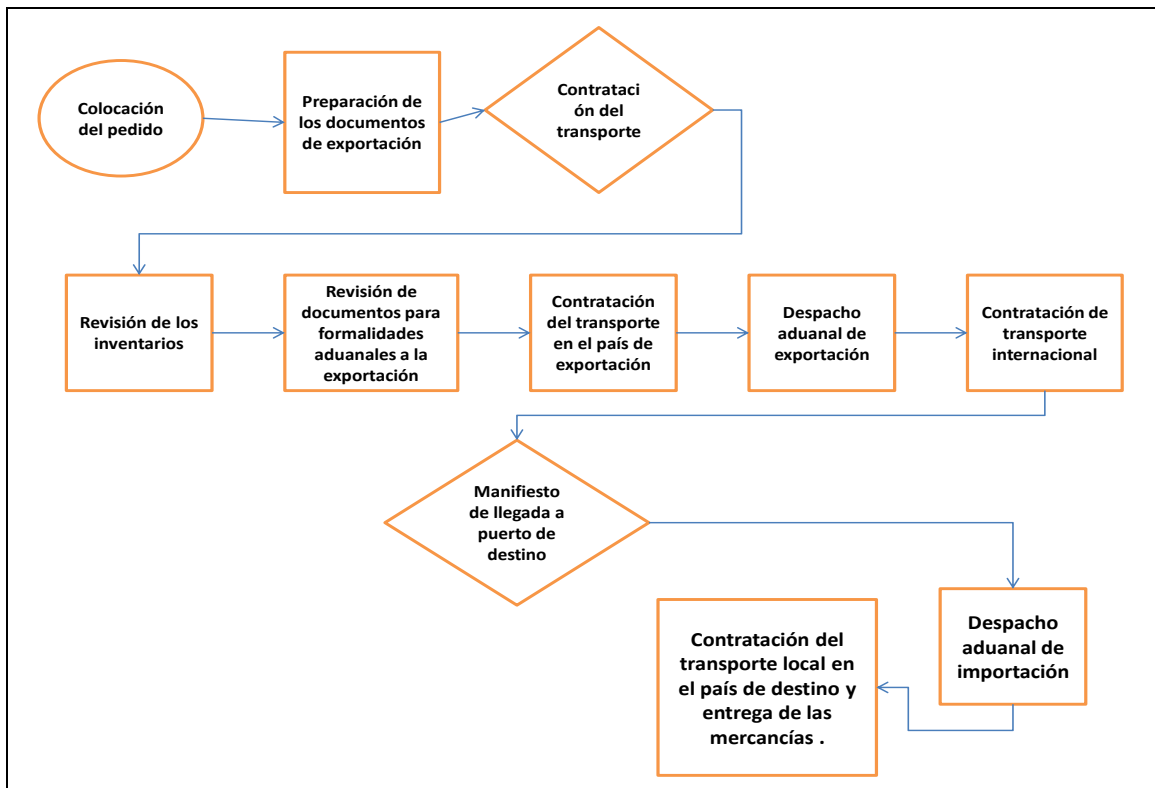 Colocación
del pedido
Preparación de
los documentos
de exportación
Contrataci
ón del
transporte
Revisión de los
inventarios
Revisión de
documentos para
formalidades
aduanales a la
exportación
Contratación
del transporte
en el país de
exportación
Despacho
aduanal de
exportación
Contratación de
transporte
internacional
Manifiesto
de llegada a
puerto de
destino
Despacho
aduanal de
importación
Contratación del
transporte local en
el país de destino y
entrega de las
mercancías .